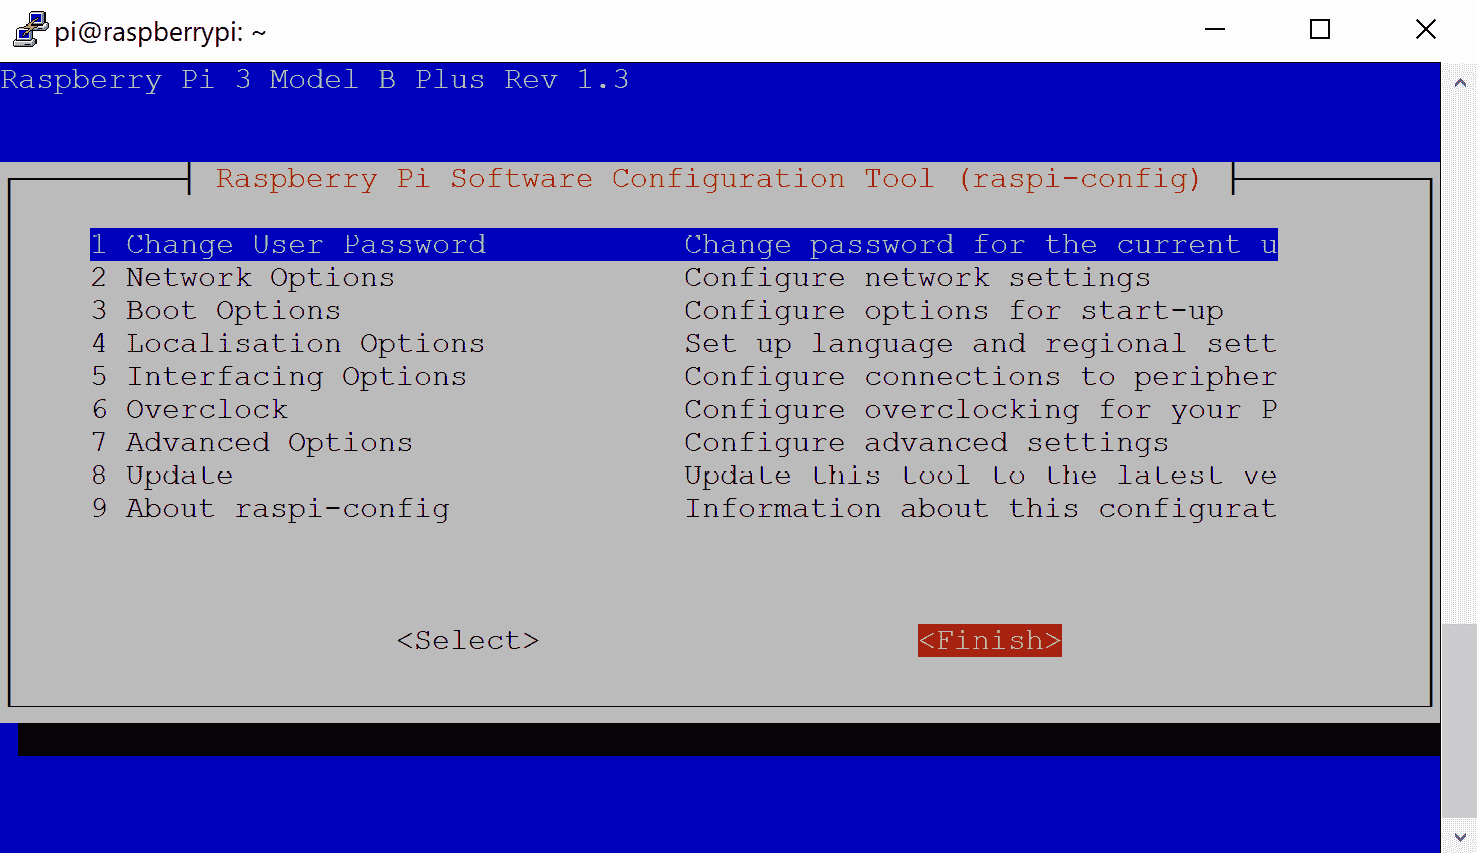 pi@raspberrypi: ~
Raspberry Pi 3 Model B Plus Rev 1.3
Raspberry Pi Software Configuration Tool (raspi-config)
1 Change User Password Change password for the current u
2 Network Options Configure network settings
3 Boot Options Configure options for start-up
4 Localisation Options Set up language and regional sett
5 Interfacing Options Configure connections to peripher
6 Overclock Configure overclocking for your P
7 Advanced Options Configure advanced settings
8 Update Update this tool to the latest ve
9 About raspi-config Information about this configurat
<Select> <Finish>